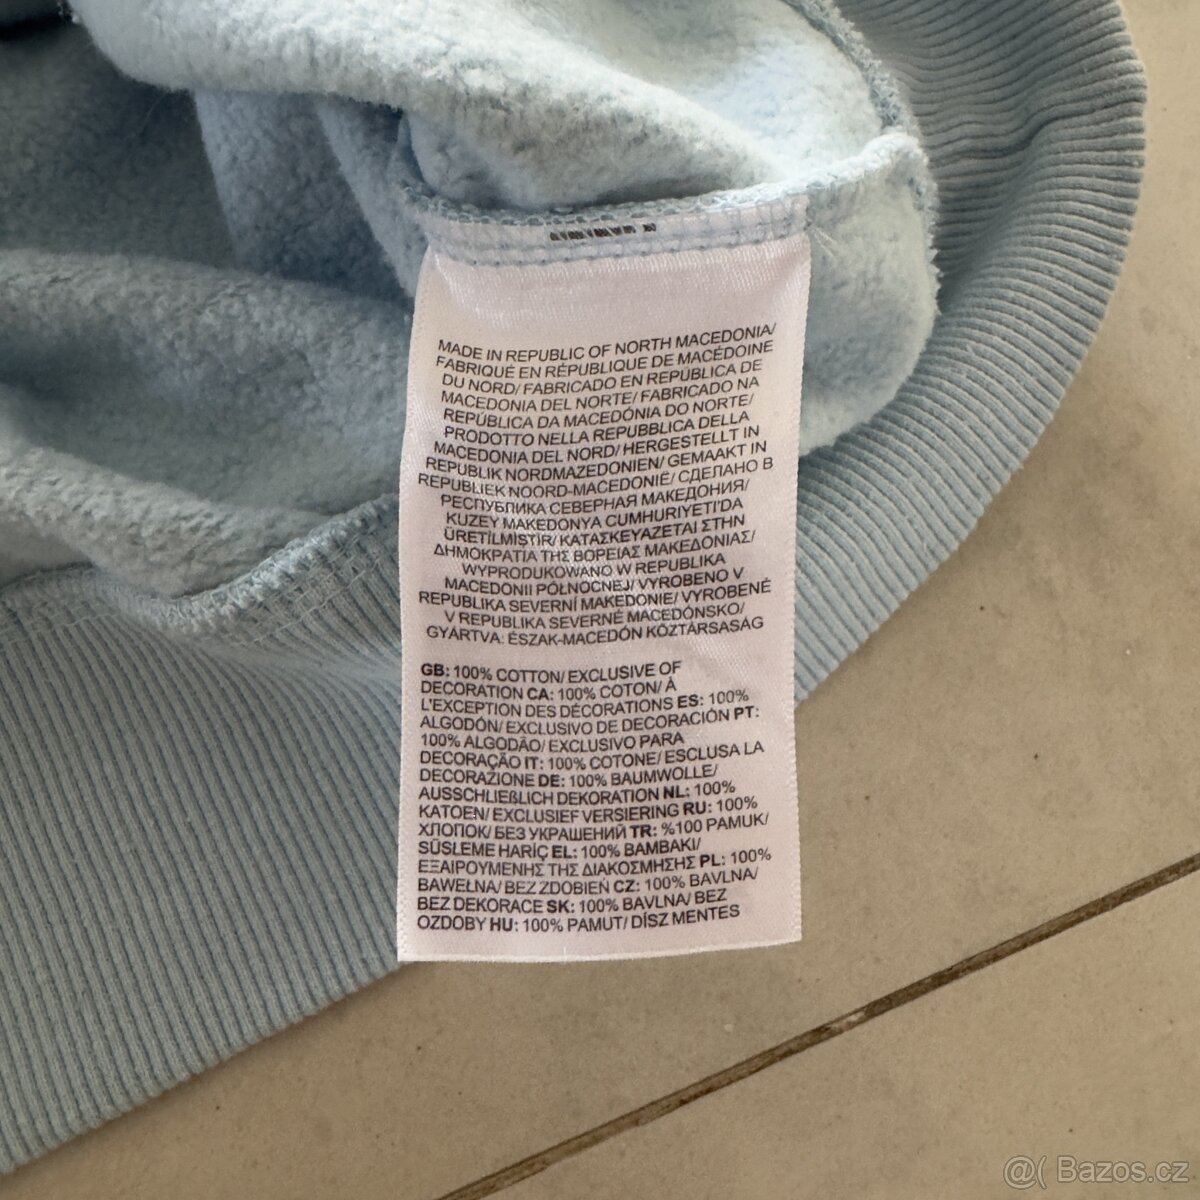 MADE IN REPUBLIC OF NORTH MACEDONIA/
FABRIQUÉ EN RÉPUBLIQUE DE MACÉDOINE
DU NORD/ FABRICADO EN REPÚBLICA DE
MACEDONIA DEL NORTE/ FABRICADO NA
REPÚBLICA DA MACEDÓNIA DO NORTE/
PRODOTTO NELLA REPUBBLICA DELLA
MACEDONIA DEL NORD/ HERGESTELLT IN
REPUBLIK NORDMAZEDONIEN/ GEMAAKT IN
REPUBLIEK NOORD-MACEDONIË/ СДЕЛАНО В
РЕСПУБЛИКА СЕВЕРНАЯ МАКЕДОНИЯ/
KUZEY MAKEDONYA CUMHURIYETI'DA
ÜRETİLMISTIR/ ΚΑΤΑΣΚΕΥΑΖΕΤΑΙ ΣΤΗΝ
ΔΗΜΟΚΡΑΤΙΑ ΤΗΣ ΒΟΡΕΙΑΣ ΜΑΚΕΔΟΝΙΑΣ/
WYPRODUKOWANO W REPUBLIKA
MACEDONII PÓŁNOCNEJ/ VYROBENO V
REPUBLIKA SEVERNÍ MAKEDONIE/ VYROBENÉ
V REPUBLIKA SEVERNÉ MACEDÓNSKO/
GYÁRTVA: ÉSZAK-MACEDÓN KÖZTÁRSASÁG
GB: 100% COTTON/ EXCLUSIVE OF
DECORATION CA: 100% COTON/ À
L'EXCEPTION DES DÉCORATIONS ES: 100%
ALGODÓN/ EXCLUSIVO DE DECORACIÓN PT:
100% ALGODÃO/ EXCLUSIVO PARA
DECORAÇÃO IT: 100% COTONE/ ESCLUSA LA
DECORAZIONE DE: 100% BAUMWOLLE/
AUSSCHLIEßLICH DEKORATION NL: 100%
KATOEN/ EXCLUSIEF VERSIERING RU: 100%
ХЛОПОК/ БЕЗ УКРАШЕНИЙ TR: %100 PAMUK/
SÜSLEME HARİÇ EL: 100% ΒΑΜΒΑΚΙ/
ΕΞΑΙΡΟΥΜΕΝΗΣ ΤΗΣ ΔΙΑΚΟΣΜΗΣΗΣ PL: 100%
BAWEŁNA/ BEZ ZDOBIEŃ CZ: 100% BAVLNA/
BEZ DEKORACE SK: 100% BAVLNA/ BEZ
OZDOBY HU: 100% PAMUT/ DÍSZ MENTES
@( Bazos.cz